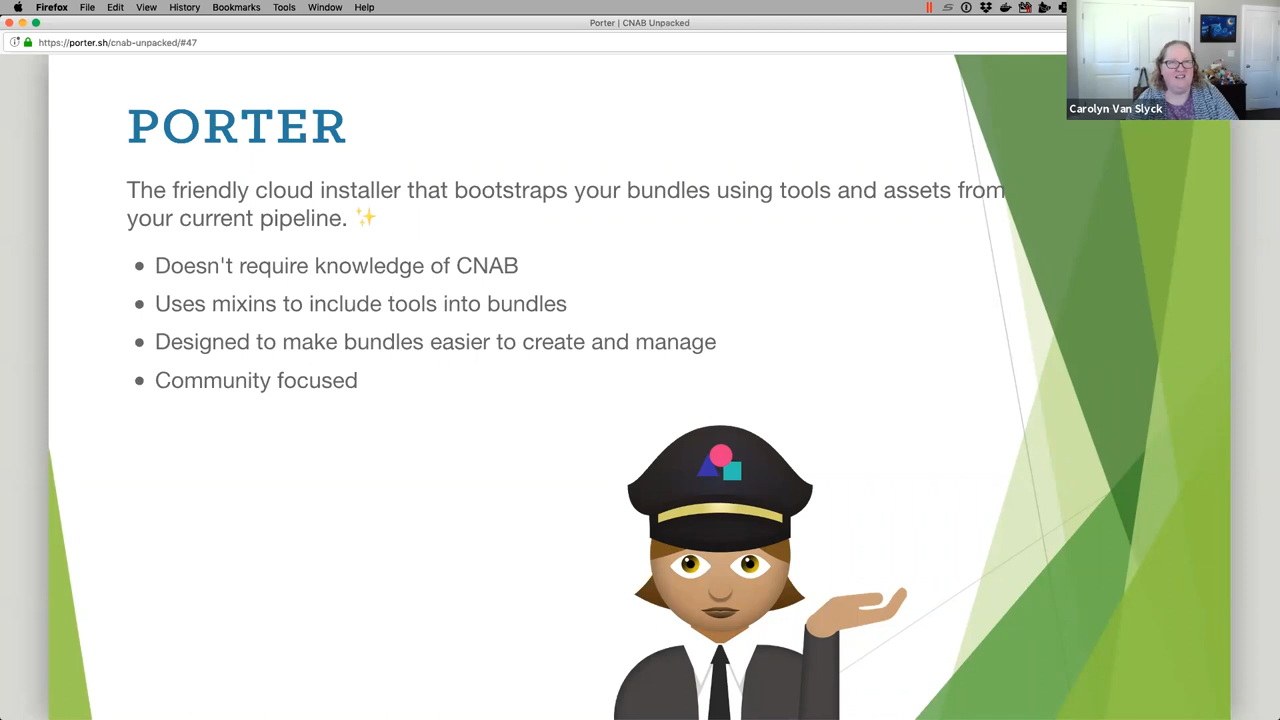 Firefox File Edit View History Bookmarks Tools Window Help
Porter | CNAB Unpacked
https://porter.sh/cnab-unpacked/#47
Carolyn Van Slyck
PORTER
The friendly cloud installer that bootstraps your bundles using tools and assets from
your current pipeline. ✨
• Doesn't require knowledge of CNAB
• Uses mixins to include tools into bundles
• Designed to make bundles easier to create and manage
• Community focused